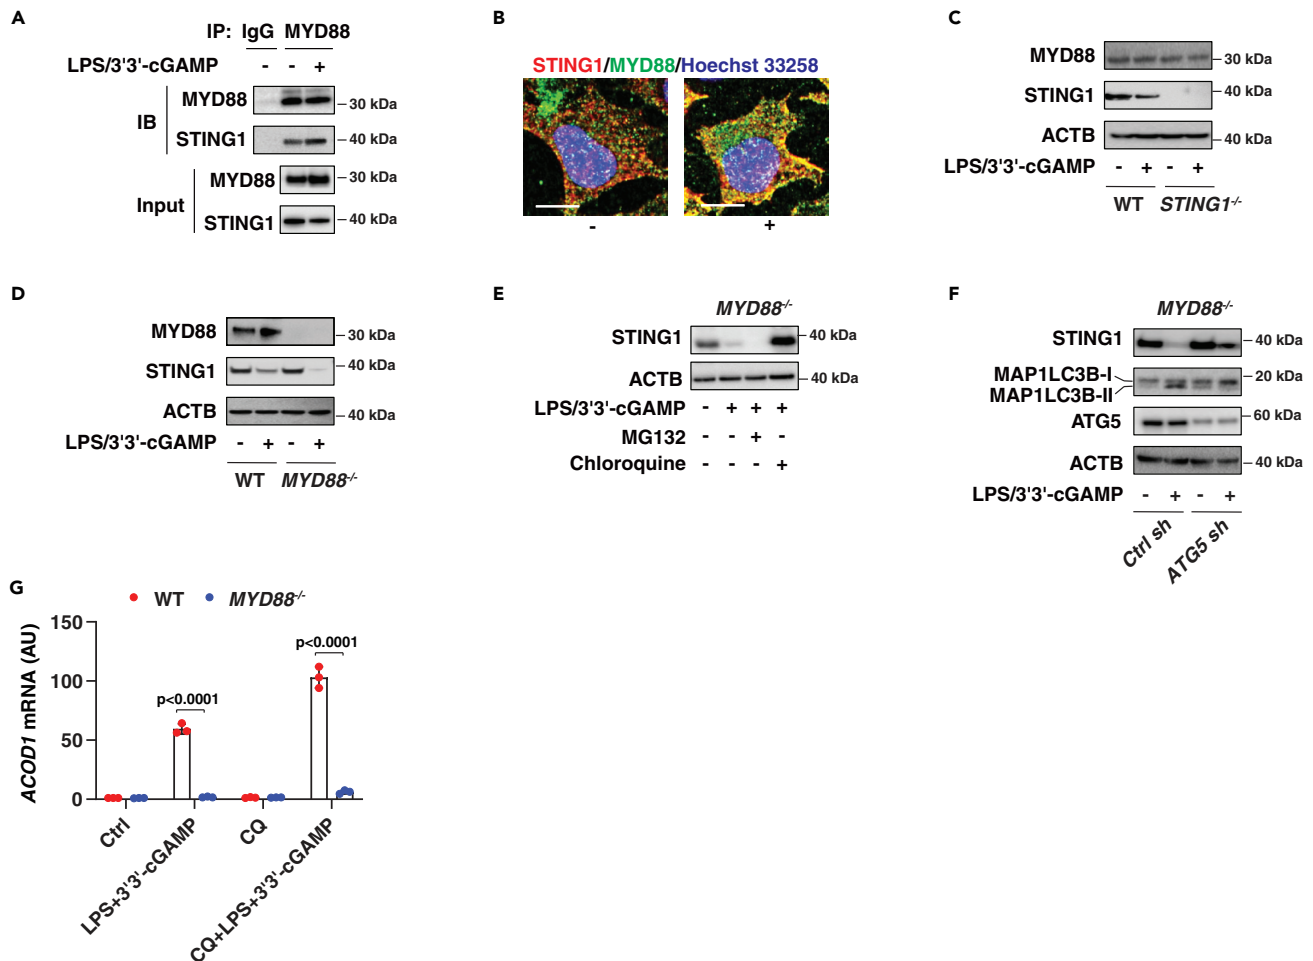 A
IP: IgG MYD88
LPS/3'3'-cGAMP - - +
IB
MYD88 30 kDa
STING1 40 kDa
Input
MYD88 30 kDa
STING1 40 kDa
B
STING1/MYD88/Hoechst 33258
- +
C
MYD88 30 kDa
STING1 40 kDa
ACTB 40 kDa
LPS/3'3'-cGAMP - + - +
WT STING1-/-
D
MYD88 30 kDa
STING1 40 kDa
ACTB 40 kDa
LPS/3'3'-cGAMP - + - +
WT MYD88-/-
E
MYD88-/-
STING1 40 kDa
ACTB 40 kDa
LPS/3'3'-cGAMP - + + +
MG132 - - + -
Chloroquine - - - +
F
MYD88-/-
STING1 40 kDa
MAP1LC3B-I 20 kDa
MAP1LC3B-II
ATG5 60 kDa
ACTB 40 kDa
LPS/3'3'-cGAMP - + - +
Ctrl sh ATG5 sh
G
WT MYD88-/-
ACOD1 mRNA (AU)
150
100
50
0
p<0.0001
p<0.0001
Ctrl
LPS+3'3'-cGAMP
CQ
CQ+LPS+3'3'-cGAMP